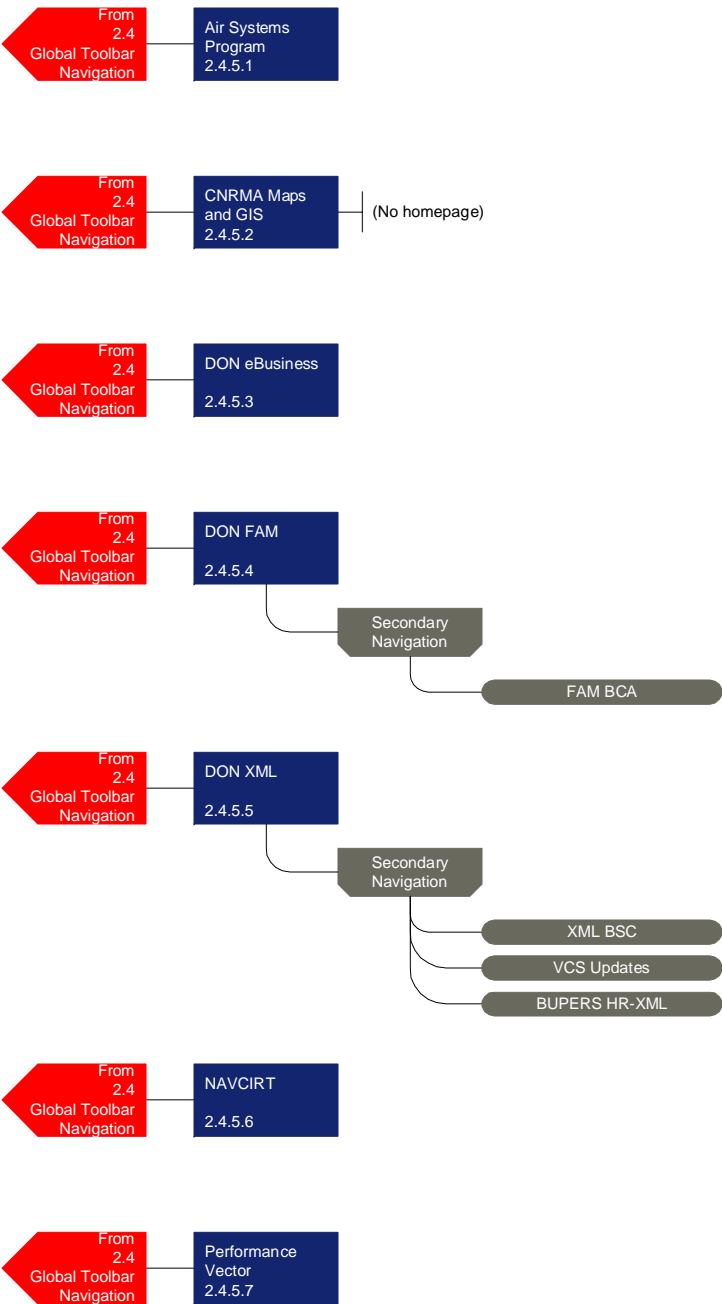 From
2.4
Global Toolbar
Navigation
Air Systems
Program
2.4.5.1
From
2.4
Global Toolbar
Navigation
CNRMA Maps
and GIS
2.4.5.2
(No homepage)
From
2.4
Global Toolbar
Navigation
DON eBusiness
2.4.5.3
From
2.4
Global Toolbar
Navigation
DON FAM
2.4.5.4
Secondary
Navigation
FAM BCA
From
2.4
Global Toolbar
Navigation
DON XML
2.4.5.5
Secondary
Navigation
XML BSC
VCS Updates
BUPERS HR-XML
From
2.4
Global Toolbar
Navigation
NAVCIRT
2.4.5.6
From
2.4
Global Toolbar
Navigation
Performance
Vector
2.4.5.7